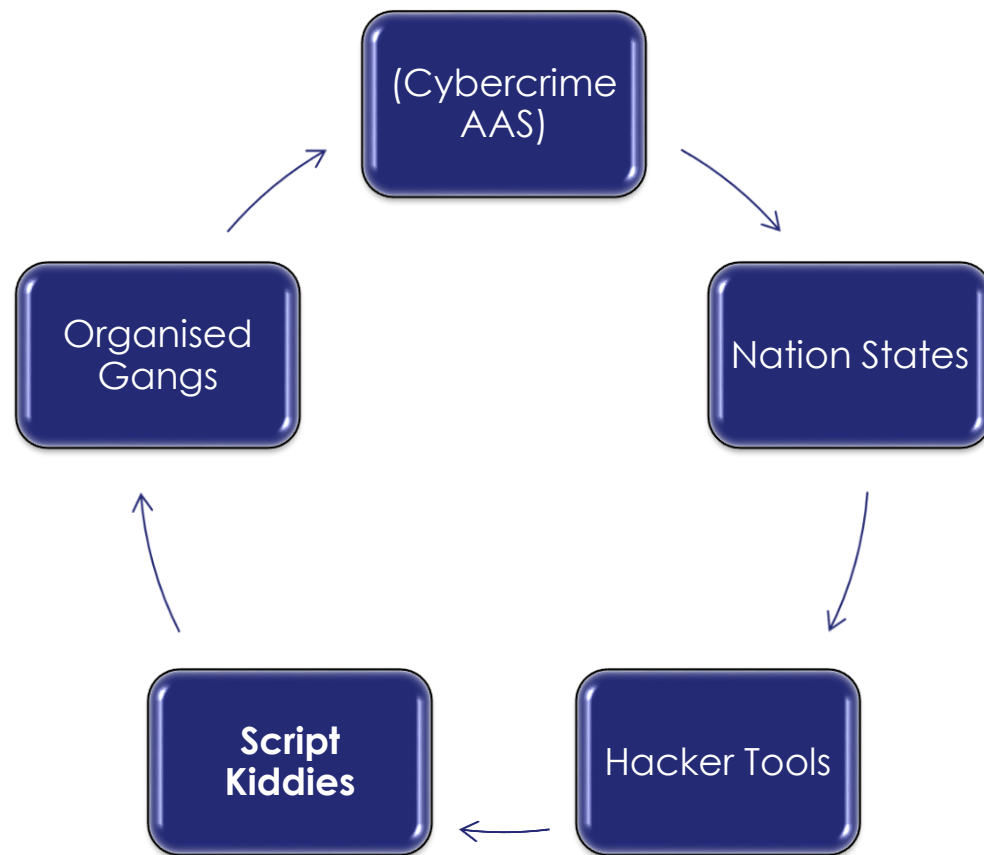 (Cybercrime
AAS)
Nation States
Hacker Tools
Script
Kiddies
Organised
Gangs